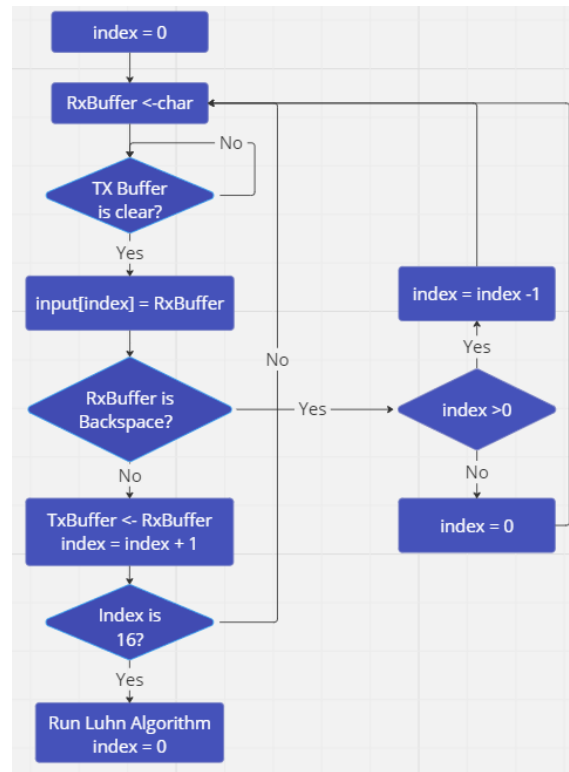 index = 0
RxBuffer <-char
No
TX Buffer
is clear?
Yes
input[index] = RxBuffer
index = index -1
No
Yes
RxBuffer is
Backspace?
Yes
index >0
No
No
TxBuffer <- RxBuffer
index = index + 1
index = 0
Index is
16?
Yes
Run Luhn Algorithm
index = 0